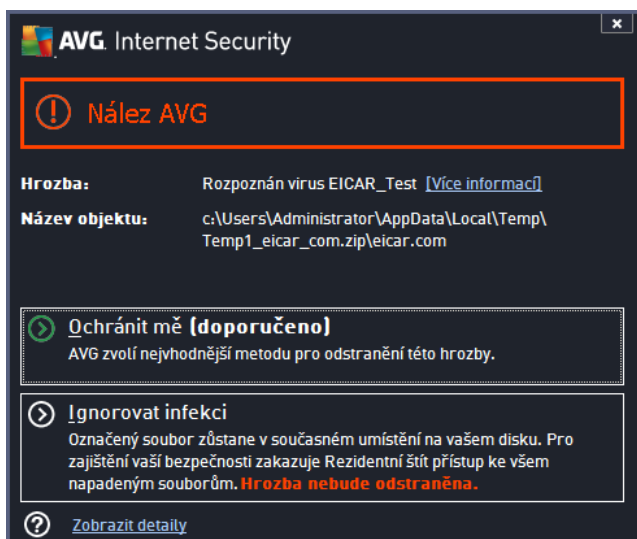 AVG. Internet Security
Nález AVG
Hrozba: Rozpoznán virus EICAR_Test [Více informací]
Název objektu: c:\Users\Administrator\AppData\Local\Temp\
Temp1_eicar_com.zip\eicar.com
Ochránit mě (doporučeno)
AVG zvolí nejvhodnější metodu pro odstranění této hrozby.
Ignorovat infekci
Označený soubor zůstane v současném umístění na vašem disku. Pro
zajištění vaší bezpečnosti zakazuje Rezidentní štít přístup ke všem
napadeným souborům. Hrozba nebude odstraněna.
Zobrazit detaily